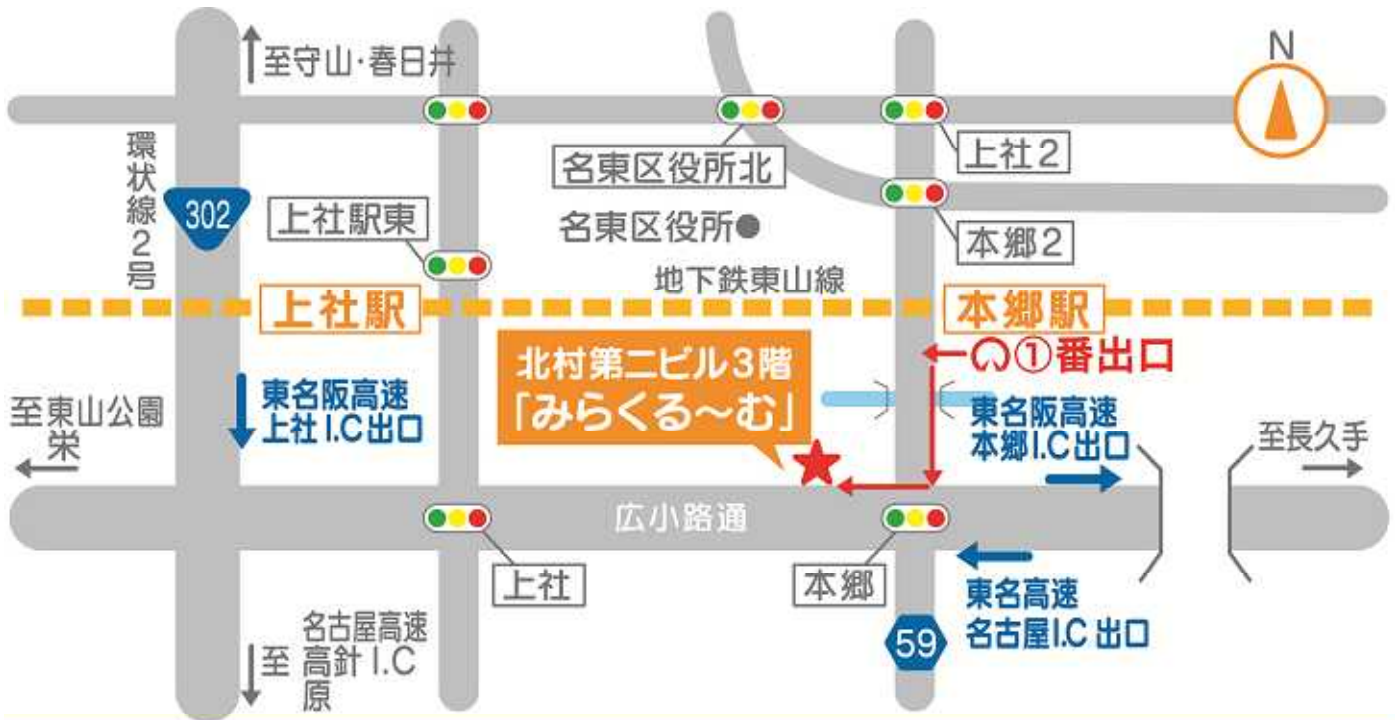 至守山・春日井
N
環状線2号
302
上社駅東
名東区役所北
上社2
名東区役所
本郷2
地下鉄東山線
上社駅
本郷駅
①番出口
北村第二ビル3階
「みらくる～む」
至東山公園
栄
東名阪高速
上社I.C出口
東名阪高速
本郷I.C出口
至長久手
広小路通
上社
本郷
東名高速
名古屋I.C出口
59
名古屋高速
至 高針I.C
原